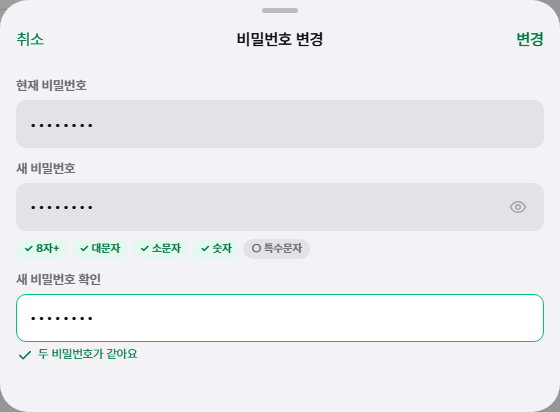 취소 비밀번호 변경 변경
현재 비밀번호
••••••••
새 비밀번호
••••••••
✓ 8자+ ✓ 대문자 ✓ 소문자 ✓ 숫자 ○ 특수문자
새 비밀번호 확인
••••••••
✓ 두 비밀번호가 같아요